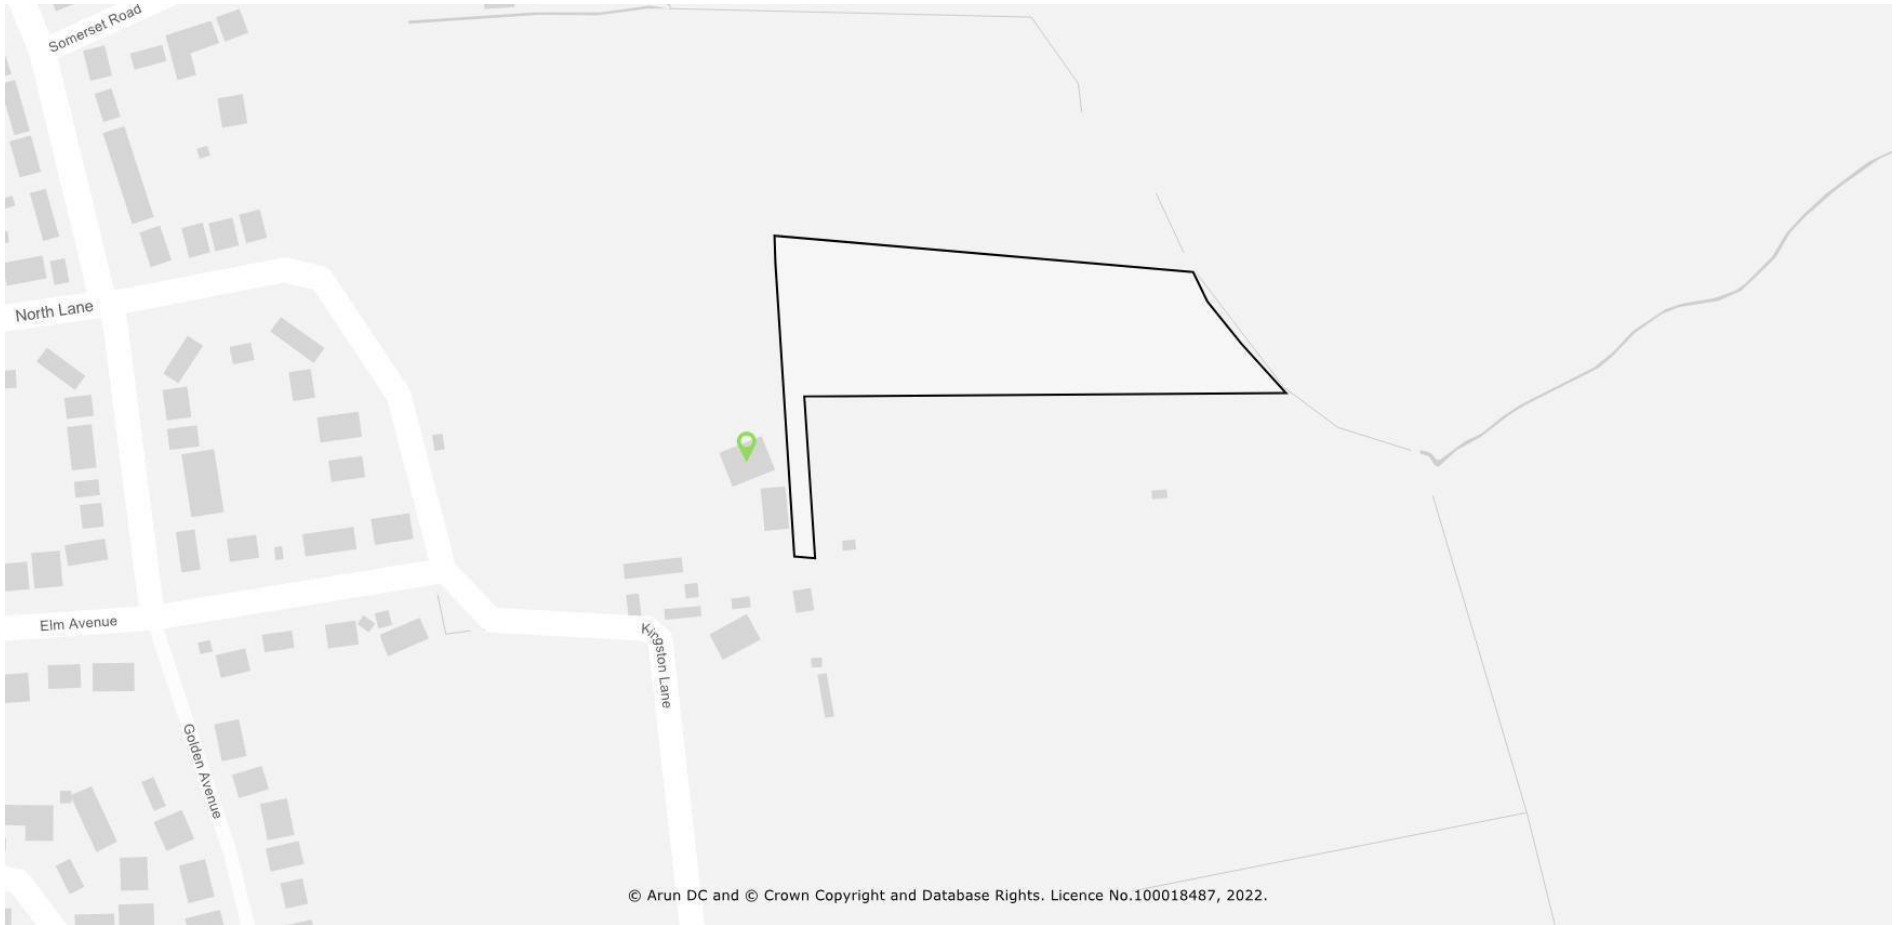 Somerset Road
North Lane
Elm Avenue
Kingston Lane
Golden Avenue
© Arun DC and © Crown Copyright and Database Rights. Licence No.100018487, 2022.